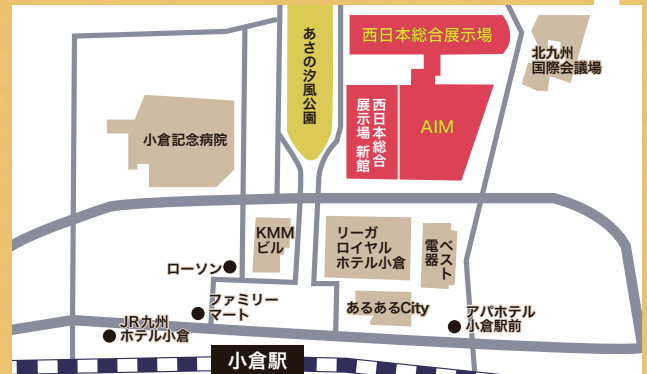 あさの汐風公園
西日本総合展示場
北九州
国際会議場
西日本総合
展示場 新館
AIM
小倉記念病院
KMM
ビル
リーガ
ロイヤル
ホテル小倉
ベスト
電器
ローソン
ファミリー
マート
あるあるCity
アパホテル
小倉駅前
JR九州
ホテル小倉
小倉駅